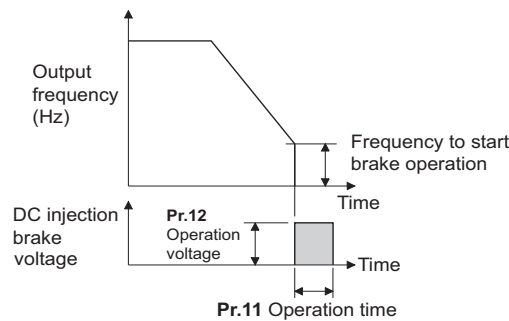 Output
frequency
(Hz)
Frequency to start
brake operation
Time
DC injection
brake
voltage
Pr.12
Operation
voltage
Time
Pr.11 Operation time